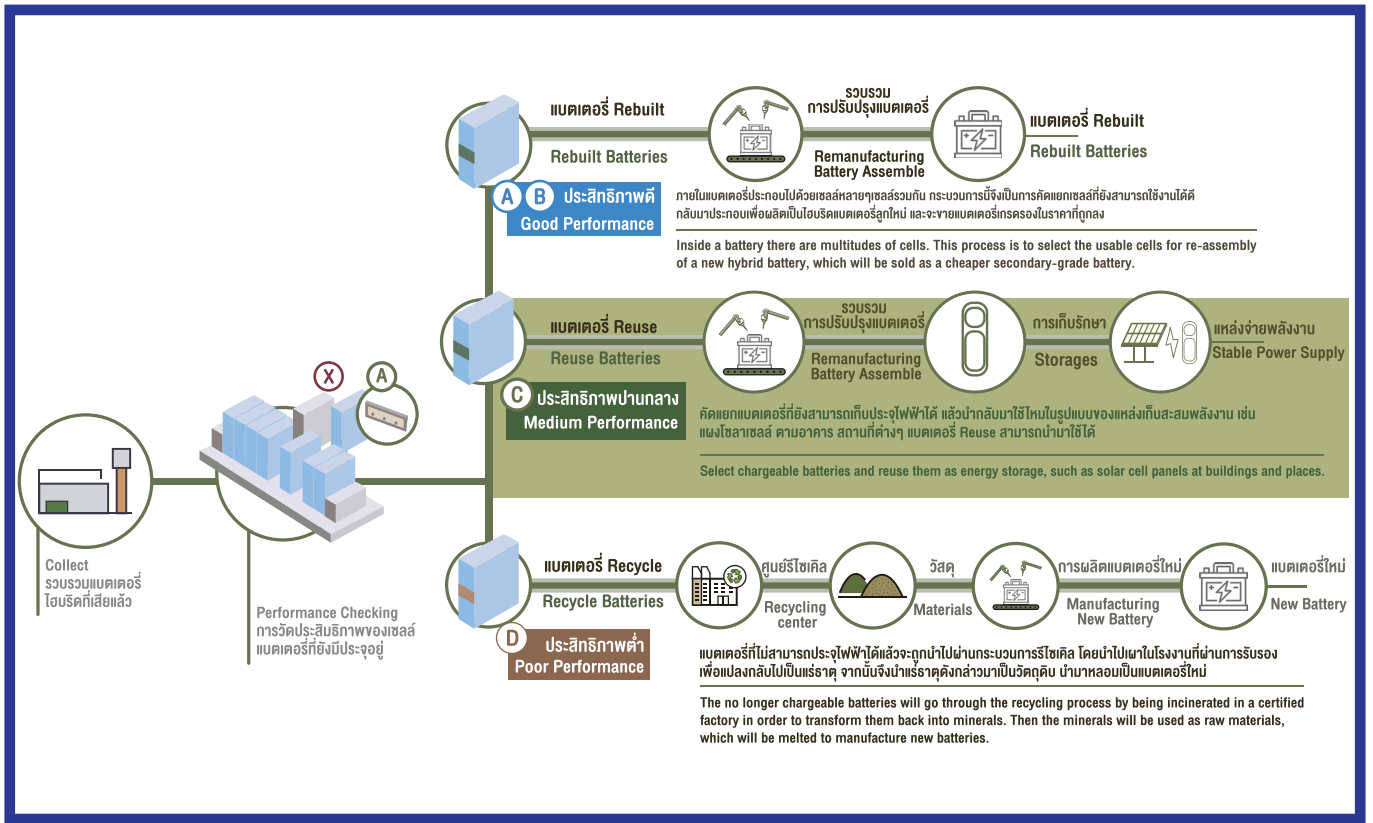 Collect
รวบรวมแบตเตอรี่
ไฮบริดที่เสียแล้ว
X
A
Performance Checking
การวัดประสิมธิภาพของเซลล์
แบตเตอรี่ที่ยังมีประจุอยู่
แบตเตอรี่ Rebuilt
Rebuilt Batteries
รวบรวม
การปรับปรุงแบตเตอรี่
Remanufacturing
Battery Assemble
แบตเตอรี่ Rebuilt
Rebuilt Batteries
A B ประสิทธิภาพดี
Good Performance
ภายในแบตเตอรี่ประกอบไปด้วยเซลล์หลายๆเซลล์รวมกัน กระบวนการนี้จึงเป็นการคัดแยกเซลล์ที่ยังสามารถใช้งานได้ดี
กลับมาประกอบเพื่อผลิตเป็นไฮบริดแบตเตอรี่ลูกใหม่ และจะขายแบตเตอรี่เกรดรองในราคาที่ถูกลง
Inside a battery there are multitudes of cells. This process is to select the usable cells for re-assembly
of a new hybrid battery, which will be sold as a cheaper secondary-grade battery.
แบตเตอรี่ Reuse
Reuse Batteries
รวบรวม
การปรับปรุงแบตเตอรี่
Remanufacturing
Battery Assemble
การเก็บรักษา
Storages
แหล่งจ่ายพลังงาน
Stable Power Supply
C ประสิทธิภาพปานกลาง
Medium Performance
คัดแยกแบตเตอรี่ที่ยังสามารถเก็บประจุไฟฟ้าได้ แล้วนำกลับมาใช้ใหม่ในรูปแบบของแหล่งเก็บสะสมพลังงาน เช่น
แผงโซลาเซลล์ ตามอาคาร สถานที่ต่างๆ แบตเตอรี่ Reuse สามารถนำมาใช้ได้
Select chargeable batteries and reuse them as energy storage, such as solar cell panels at buildings and places.
แบตเตอรี่ Recycle
Recycle Batteries
ศูนย์รีไซเคิล
Recycling
center
วัสดุ
Materials
การผลิตแบตเตอรี่ใหม่
Manufacturing
New Battery
แบตเตอรี่ใหม่
New Battery
D ประสิทธิภาพต่ำ
Poor Performance
แบตเตอรี่ที่ไม่สามารถประจุไฟฟ้าได้แล้วจะถูกนำไปผ่านกระบวนการรีไซเคิล โดยนำไปเผาในโรงงานที่ผ่านการรับรอง
เพื่อแปลงกลับไปเป็นแร่ธาตุ จากนั้นจึงนำแร่ธาตุดังกล่าวมาเป็นวัตถุดิบ นำมาหลอมเป็นแบตเตอรี่ใหม่
The no longer chargeable batteries will go through the recycling process by being incinerated in a certified
factory in order to transform them back into minerals. Then the minerals will be used as raw materials,
which will be melted to manufacture new batteries.